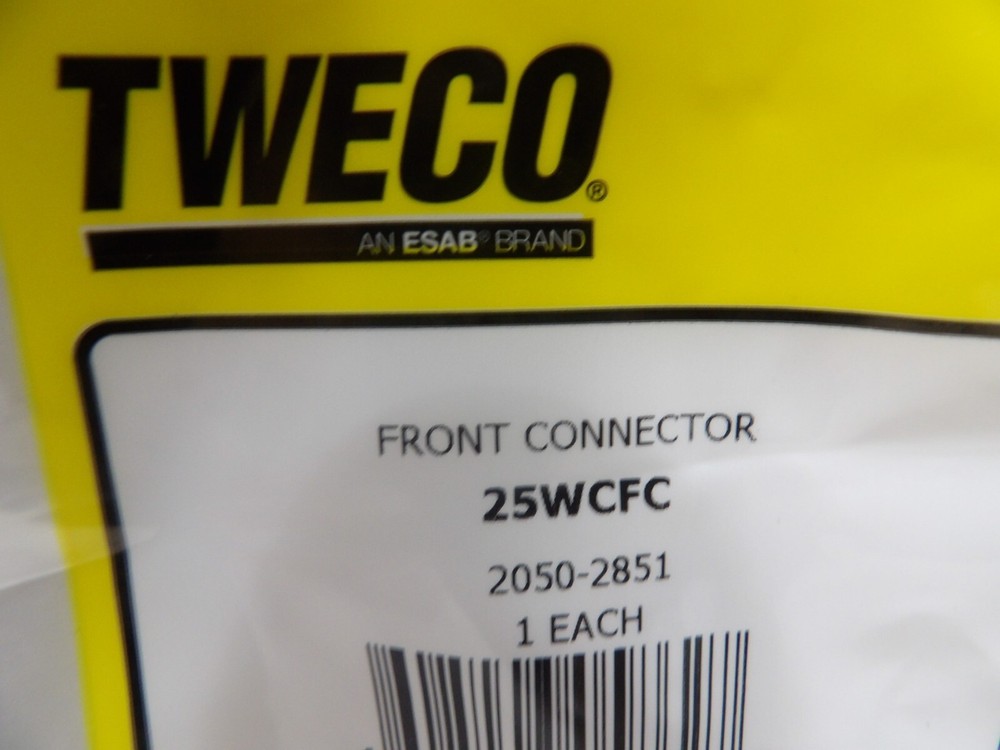 TWECO®
AN ESAB® BRAND
FRONT CONNECTOR
25WCFC
2050-2851
1 EACH